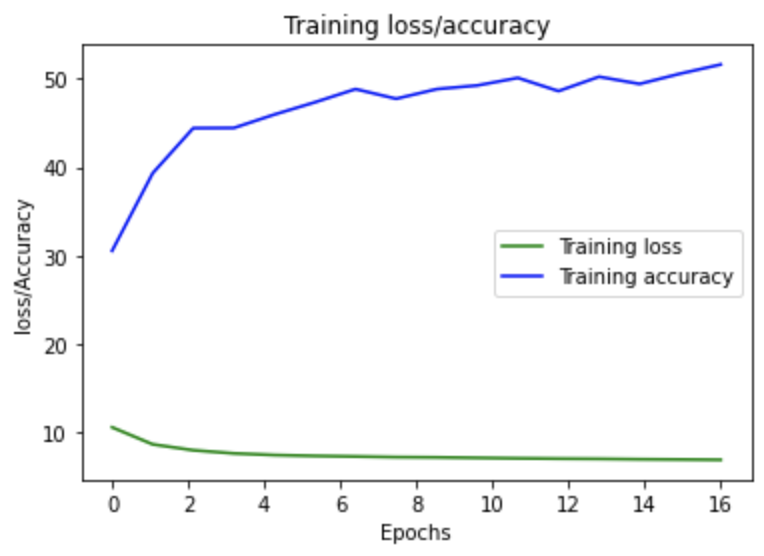 Training loss/accuracy
50
40
30
20
10
loss/Accuracy
Training loss
Training accuracy
0 2 4 6 8 10 12 14 16
Epochs